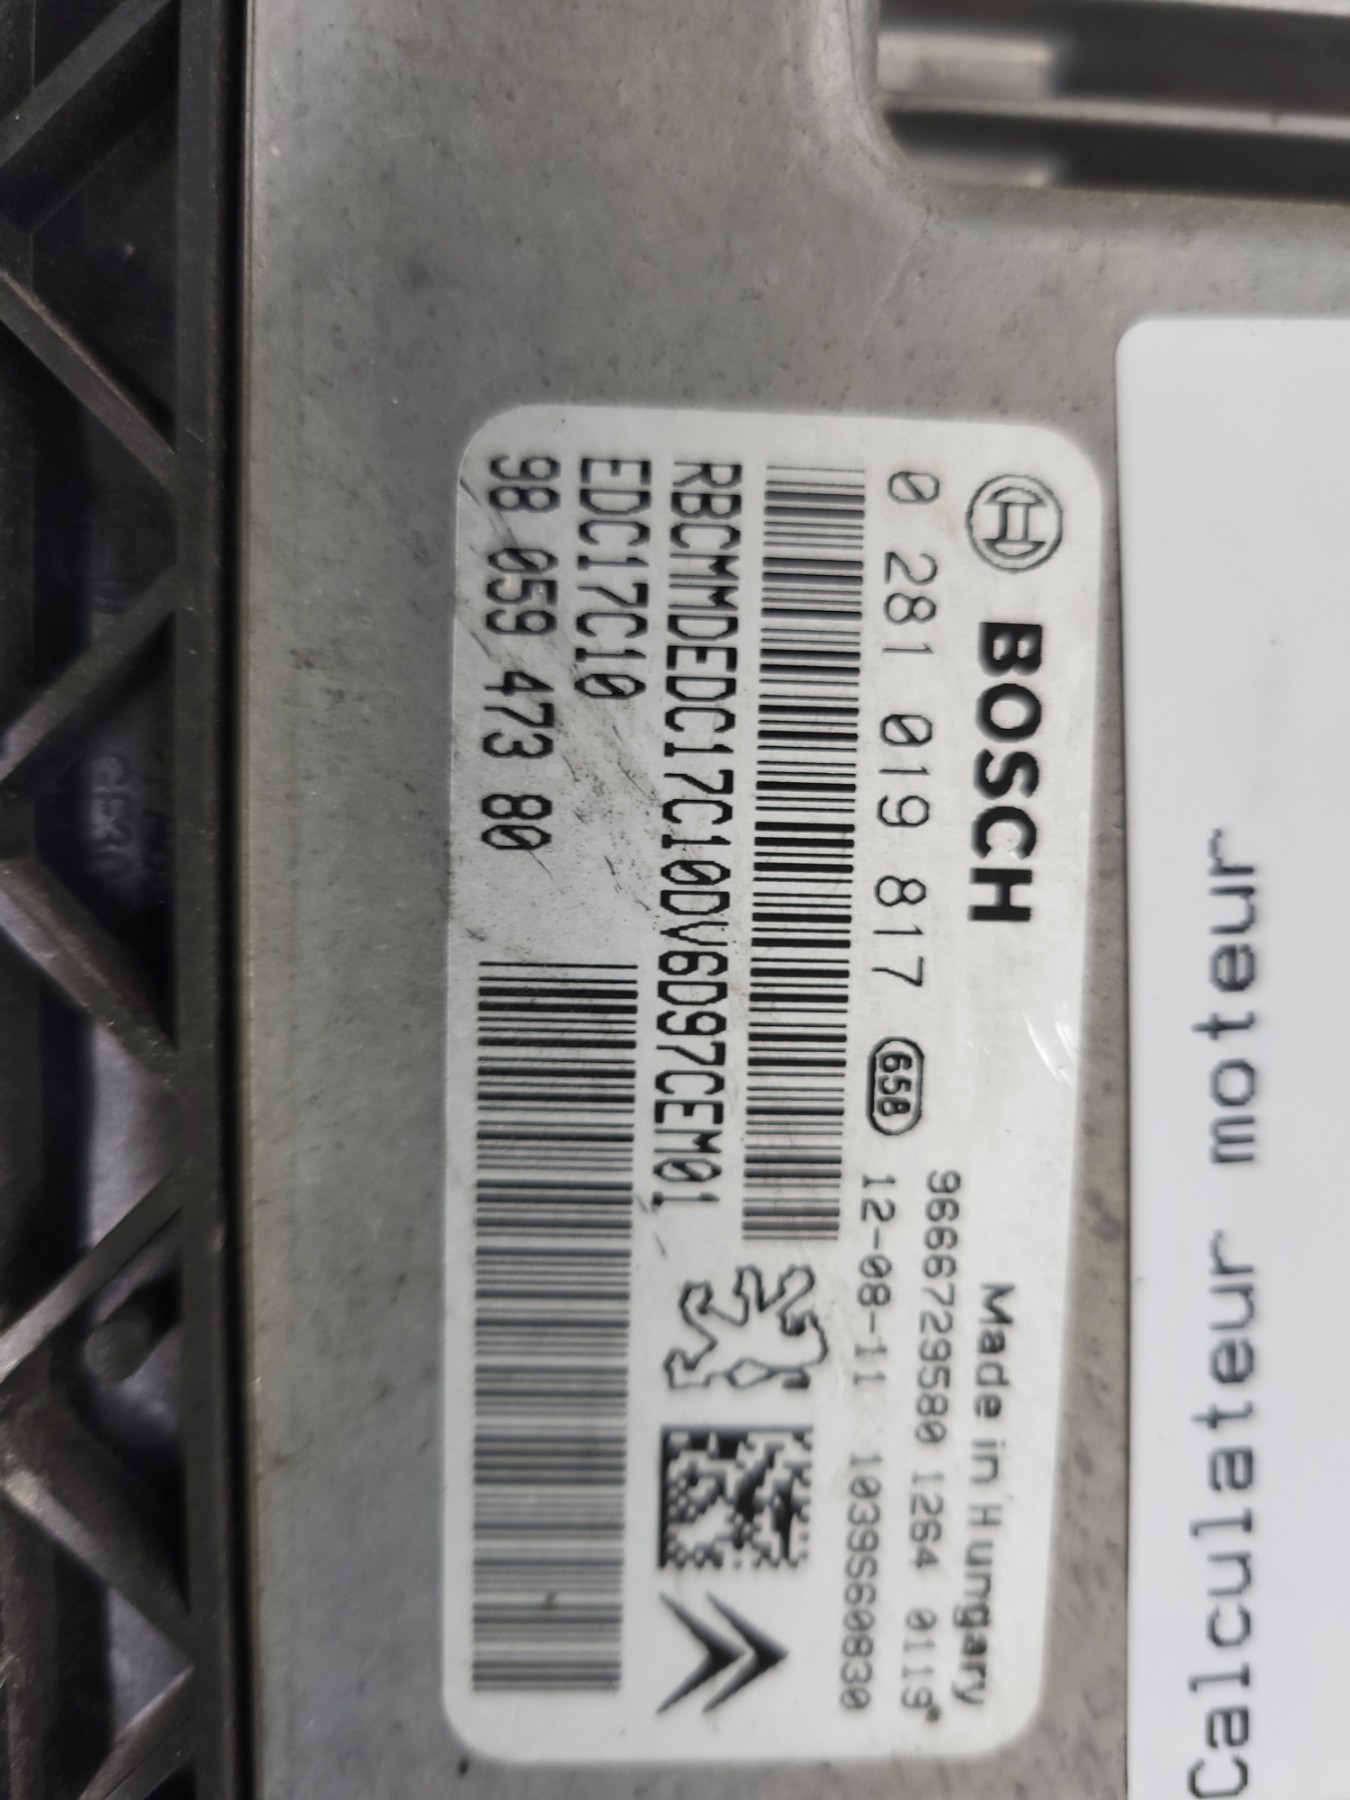 BOSCH
Made in Hungary
0 281 019 817
658
9666729580 1264 0119
12-08-11 1039S60830
RBCMMDEDC17C10DV6D97CEM01
EDC17C10
98 059 473 80
Calculateur moteur